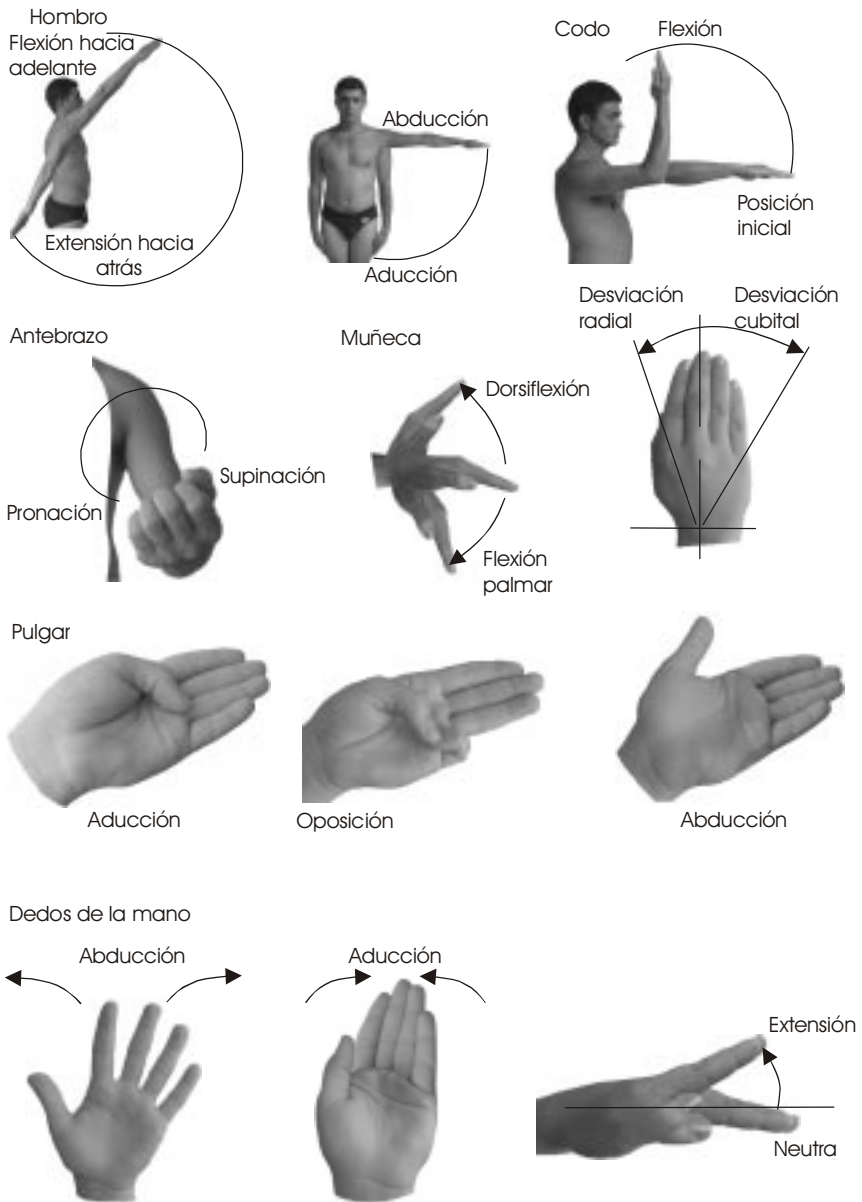 Hombro
Flexión hacia
adelante
Extensión hacia
atrás
Abducción
Aducción
Codo
Flexión
Posición
inicial
Antebrazo
Pronación
Supinación
Muñeca
Dorsiflexión
Flexión
palmar
Desviación
radial
Desviación
cubital
Pulgar
Aducción
Oposición
Abducción
Dedos de la mano
Abducción
Aducción
Extensión
Neutra